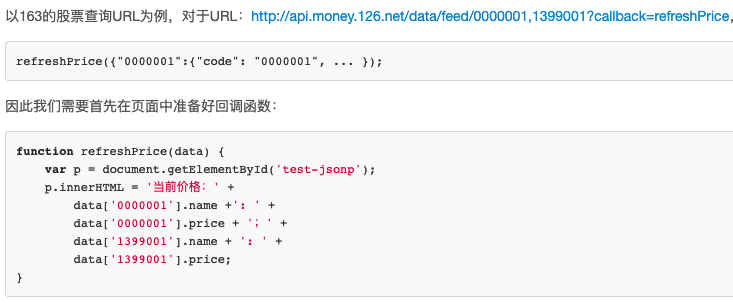 以163的股票查询URL为例，对于URL：http://api.money.126.net/data/feed/0000001,1399001?callback=refreshPrice,
refreshPrice({"0000001":{"code": "0000001", ... });
因此我们需要首先在页面中准备好回调函数：
function refreshPrice(data) {
    var p = document.getElementById('test-jsonp');
    p.innerHTML = '当前价格：' +
        data['0000001'].name +'：' +
        data['0000001'].price + '；' +
        data['1399001'].name + '：' +
        data['1399001'].price;
}